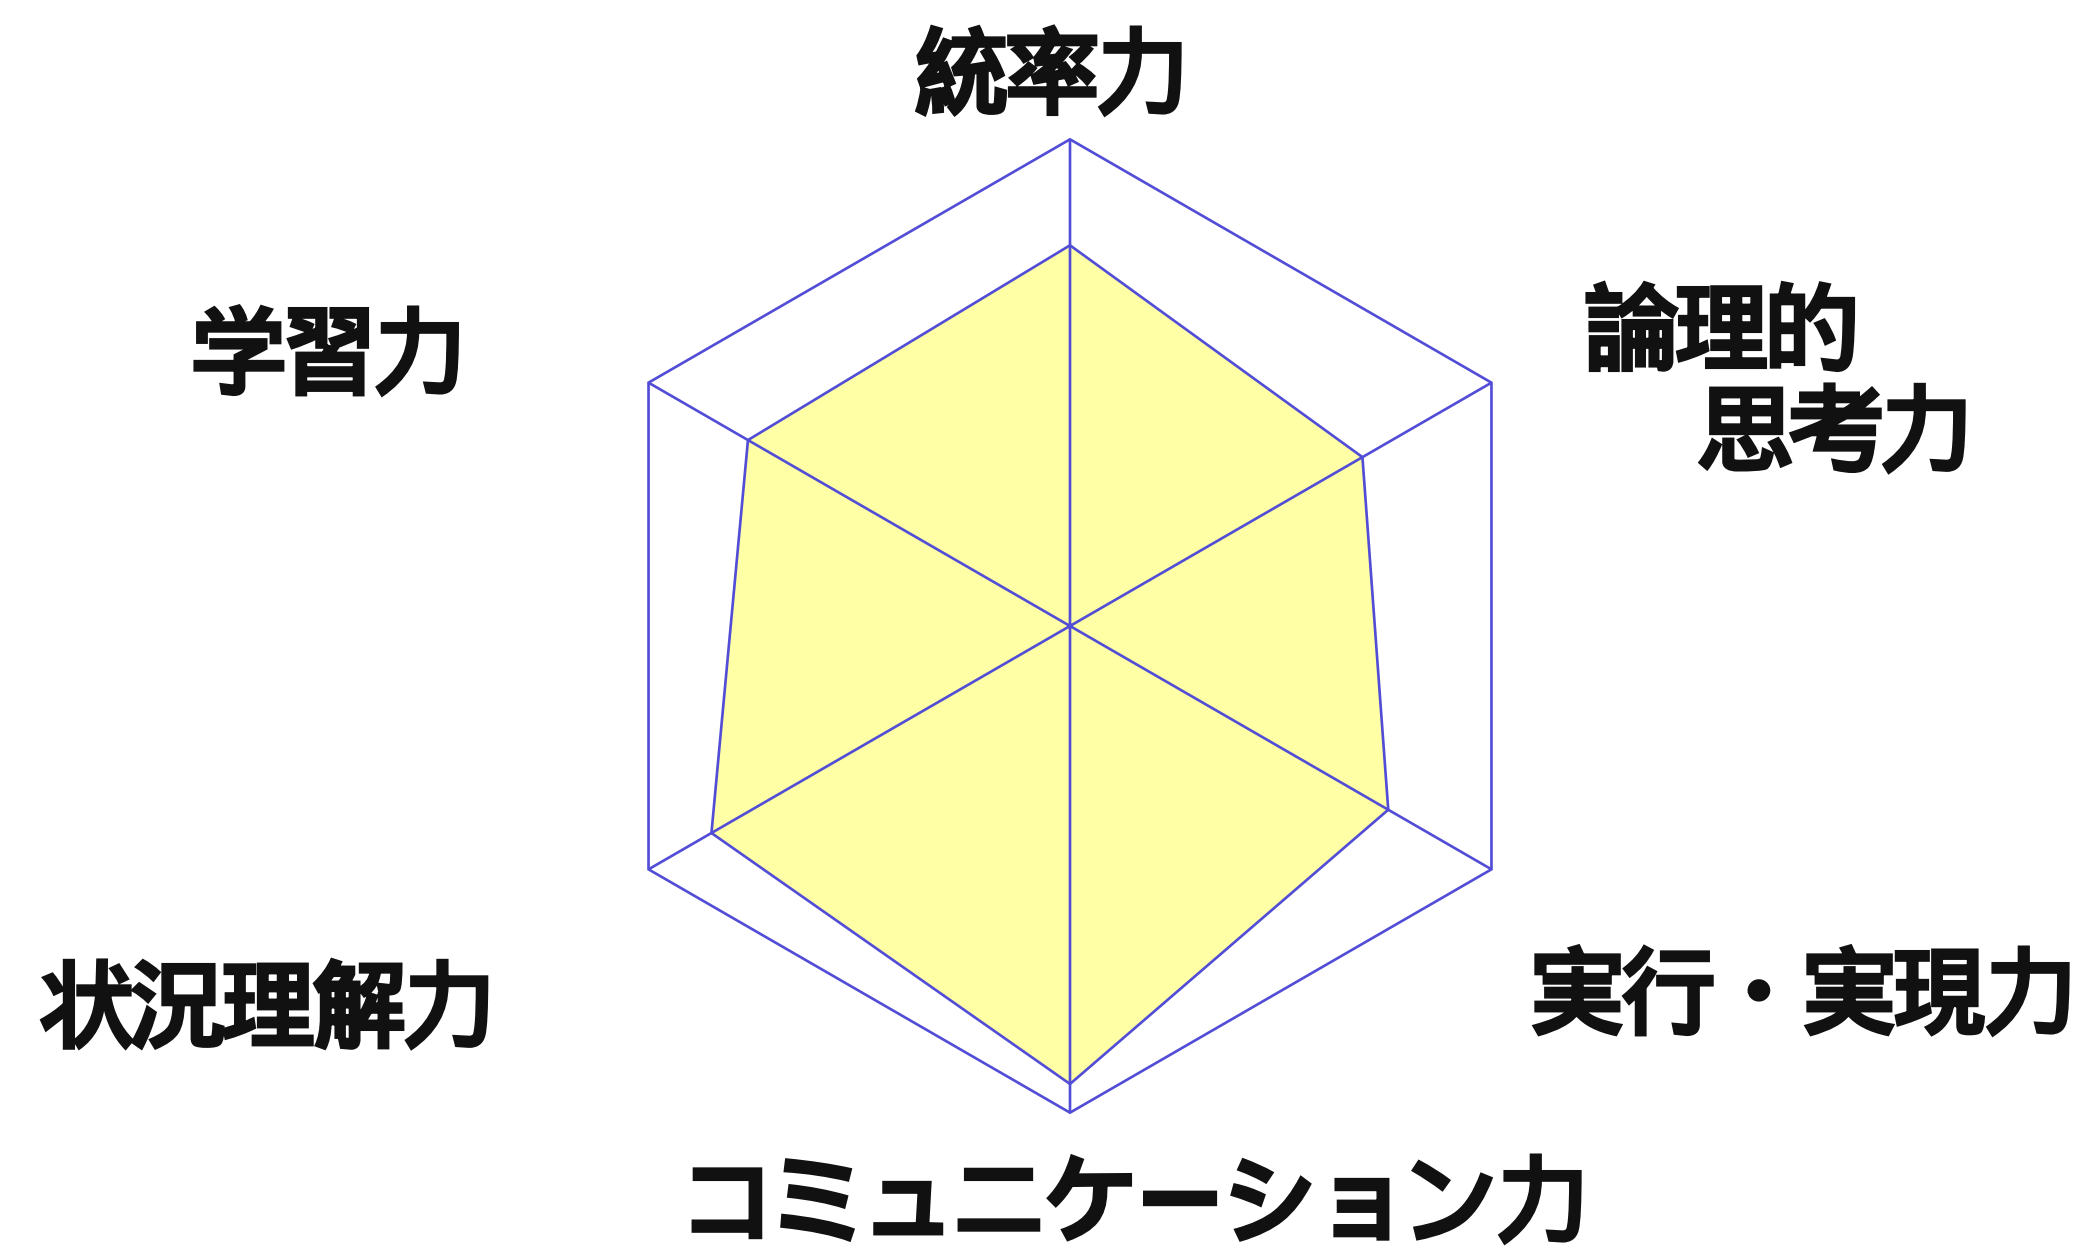 統率力
論理的
思考力
学習力
状況理解力
実行・実現力
コミュニケーション力